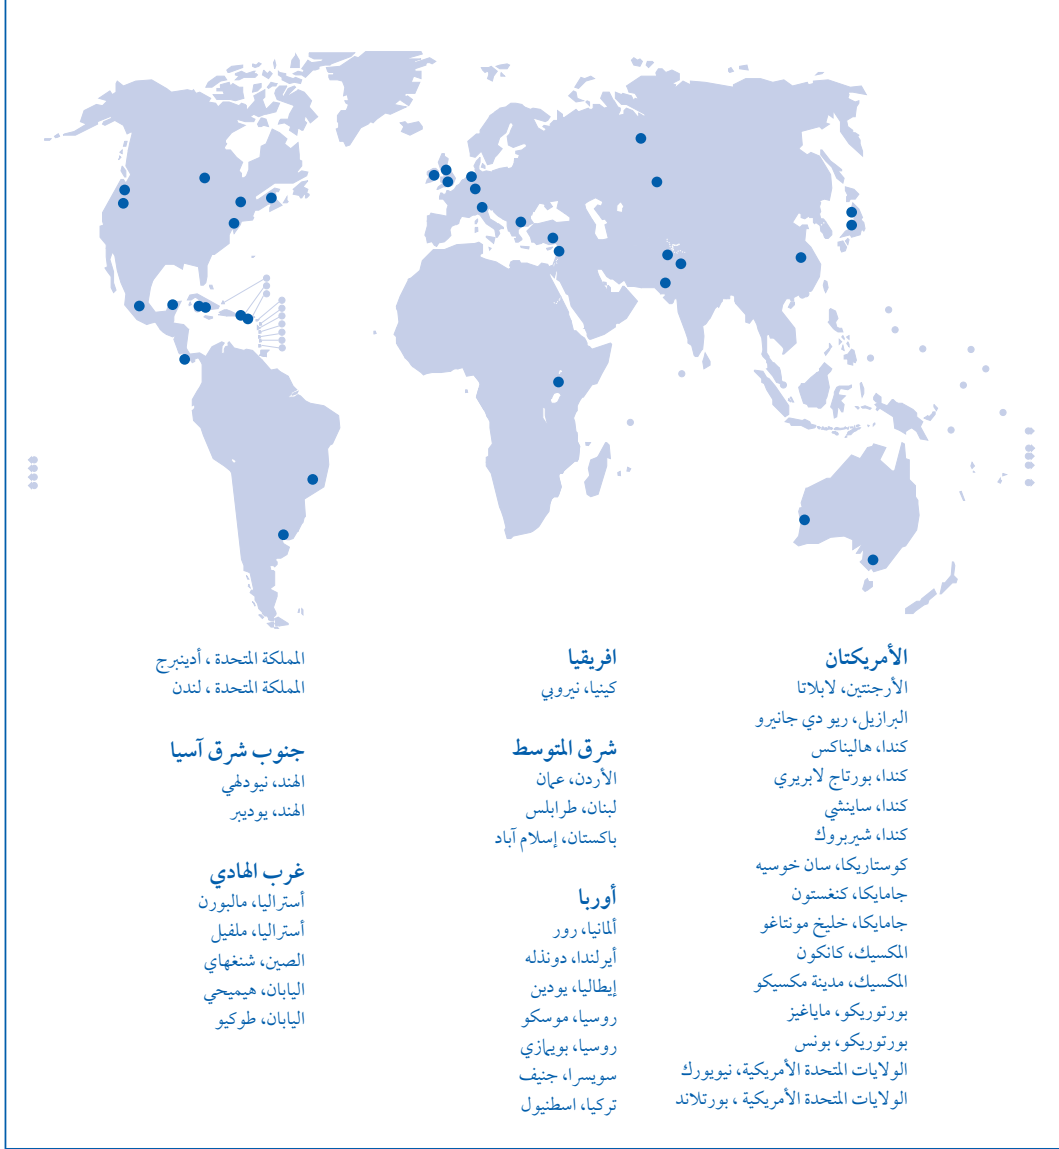 الأمريكتان
الأرجنتين، لابلاتا
البرازيل، ريو دي جانيرو
كندا، هاليناكس
كندا، بورتاج لابريري
كندا، ساينشي
كندا، شيربروك
كوستاريكا، سان خوسيه
جامايكا، كنغستون
جامايكا، خليخ مونتاغو
المكسيك، كانكون
المكسيك، مدينة مكسيكو
بورتوريكو، ماياغيز
بورتوريكو، بونس
الولايات المتحدة الأمريكية، نيويورك
الولايات المتحدة الأمريكية ، بورتلاند
افريقيا
كينيا، نيروبي
شرق المتوسط
الأردن، عمان
لبنان، طرابلس
باكستان، إسلام آباد
أوربا
ألمانيا، رور
أيرلندا، دونذله
إيطاليا، يودين
روسيا، موسكو
روسيا، بويمازي
سويسرا، جنيف
تركيا، اسطنيول
المملكة المتحدة ، أدينبرج
المملكة المتحدة ، لندن
جنوب شرق آسيا
الهند، نيودلهي
الهند، يوديبر
غرب الهادي
أستراليا، مالبورن
أستراليا، ملفيل
الصين، شنغهاي
اليابان، هيميحي
اليابان، طوكيو